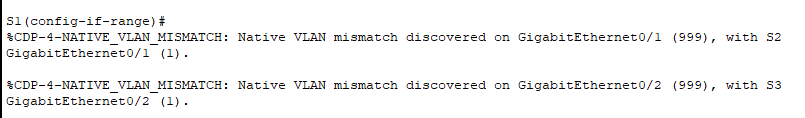 S1(config-if-range)#
%CDP-4-NATIVE_VLAN_MISMATCH: Native VLAN mismatch discovered on GigabitEthernet0/1 (999), with S2
GigabitEthernet0/1 (1).
%CDP-4-NATIVE_VLAN_MISMATCH: Native VLAN mismatch discovered on GigabitEthernet0/2 (999), with S3
GigabitEthernet0/2 (1).